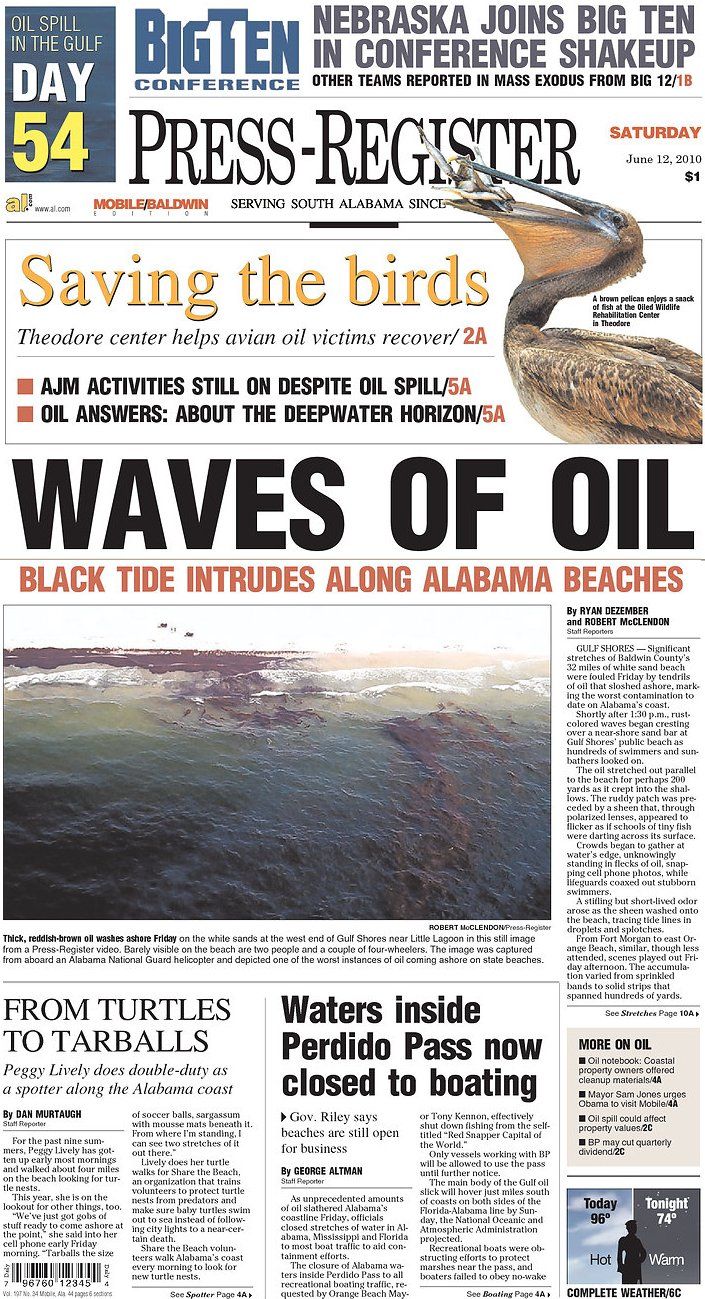 OIL SPILL
IN THE GULF
DAY
54
BIG TEN
CONFERENCE
NEBRASKA JOINS BIG TEN
IN CONFERENCE SHAKEUP
OTHER TEAMS REPORTED IN MASS EXODUS FROM BIG 12/1B
PRESS-REGISTER
SATURDAY
June 12, 2010
$1
al.com
www.al.com
MOBILE/BALDWIN
EDITION
SERVING SOUTH ALABAMA SINCE
Saving the birds
Theodore center helps avian oil victims recover/ 2A
A brown pelican enjoys a snack
of fish at the Oiled Wildlife
Rehabilitation Center
in Theodore
■ AJM ACTIVITIES STILL ON DESPITE OIL SPILL/5A
■ OIL ANSWERS: ABOUT THE DEEPWATER HORIZON/5A
WAVES OF OIL
BLACK TIDE INTRUDES ALONG ALABAMA BEACHES
ROBERT McCLENDON/Press-Register
Thick, reddish-brown oil washes ashore Friday on the white sands at the west end of Gulf Shores near Little Lagoon in this still image
from a Press-Register video. Barely visible on the beach are two people and a couple of four-wheelers. The image was captured
from aboard an Alabama National Guard helicopter and depicted one of the worst instances of oil coming ashore on state beaches.
By RYAN DEZEMBER
and ROBERT McCLENDON
Staff Reporters
GULF SHORES — Significant
stretches of Baldwin County's
32 miles of white sand beach
were fouled Friday by tendrils
of oil that sloshed ashore, mark-
ing the worst contamination to
date on Alabama's coast.
Shortly after 1:30 p.m., rust-
colored waves began cresting
over a near-shore sand bar at
Gulf Shores' public beach as
hundreds of swimmers and sun-
bathers looked on.
The oil stretched out parallel
to the beach for perhaps 200
yards as it crept into the shal-
lows. The ruddy patch was pre-
ceded by a sheen that, through
polarized lenses, appeared to
flicker as if schools of tiny fish
were darting across its surface.
Crowds began to gather at
water's edge, unknowingly
standing in flecks of oil, snap-
ping cell phone photos, while
lifeguards coaxed out stubborn
swimmers.
A stifling but short-lived odor
arose as the sheen washed onto
the beach, tracing tide lines in
droplets and splotches.
From Fort Morgan to east Or-
ange Beach, similar, though less
attended, scenes played out Fri-
day afternoon. The accumula-
tion varied from sprinkled
bands to solid strips that
spanned hundreds of yards.
See Stretches Page 10A
FROM TURTLES
TO TARBALLS
Peggy Lively does double-duty as
a spotter along the Alabama coast
By DAN MURTAUGH
Staff Reporter
For the past nine sum-
mers, Peggy Lively has got-
ten up early most mornings
and walked about four miles
on the beach looking for tur-
tle nests.
This year, she is on the
lookout for other things, too.
"We've just got gobs of
stuff ready to come ashore at
the point," she said into her
cell phone early Friday
morning. "Tarballs the size
of soccer balls, sargassum
with mousse mats beneath it.
From where I'm standing, I
can see two stretches of it
out there."
Lively does her turtle
walks for Share the Beach,
an organization that trains
volunteers to protect turtle
nests from predators and
make sure baby turtles swim
out to sea instead of follow-
ing city lights to a near-cer-
tain death.
Share the Beach volun-
teers walk Alabama's coast
every morning to look for
new turtle nests.
See Spotter Page 4A
Daily
7 96760 12345 4
Daily
Vol. 197 No. 34 Mobile, Ala. 44 pages 6 sections
Waters inside
Perdido Pass now
closed to boating
Gov. Riley says
beaches are still open
for business
By GEORGE ALTMAN
Staff Reporter
As unprecedented amounts
of oil slathered Alabama's
coastline Friday, officials
closed stretches of water in Al-
abama, Mississippi and Florida
to most boat traffic to aid con-
tainment efforts.
The closure of Alabama wa-
ters inside Perdido Pass to all
recreational boating traffic, re-
quested by Orange Beach May-
or Tony Kennon, effectively
shut down fishing from the self-
titled "Red Snapper Capital of
the World."
Only vessels working with BP
will be allowed to use the pass
until further notice.
The main body of the Gulf oil
slick will hover just miles south
of coasts on both sides of the
Florida-Alabama line by Sun-
day, the National Oceanic and
Atmospheric Administration
projected.
Recreational boats were ob-
structing efforts to protect
marshes near the pass, and
boaters failed to obey no-wake
See Boating Page 4A
MORE ON OIL
■ Oil notebook: Coastal
property owners offered
cleanup materials/4A
■ Mayor Sam Jones urges
Obama to visit Mobile/4A
■ Oil spill could affect
property values/2C
■ BP may cut quarterly
dividend/2C
Today
96°
Tonight
74°
Hot
Warm
COMPLETE WEATHER/6C